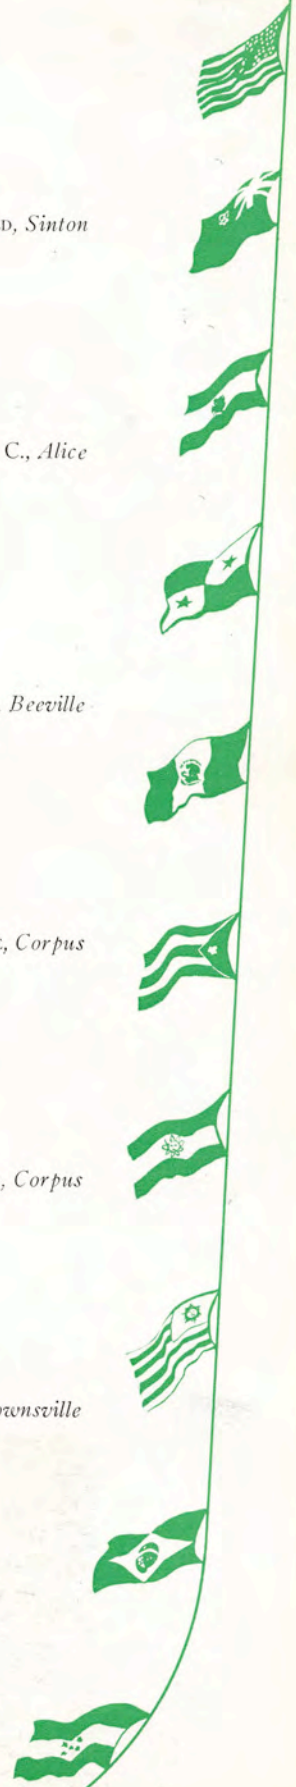 D, Sinton
C., Alice
Beeville
, Corpus
, Corpus
wnsville